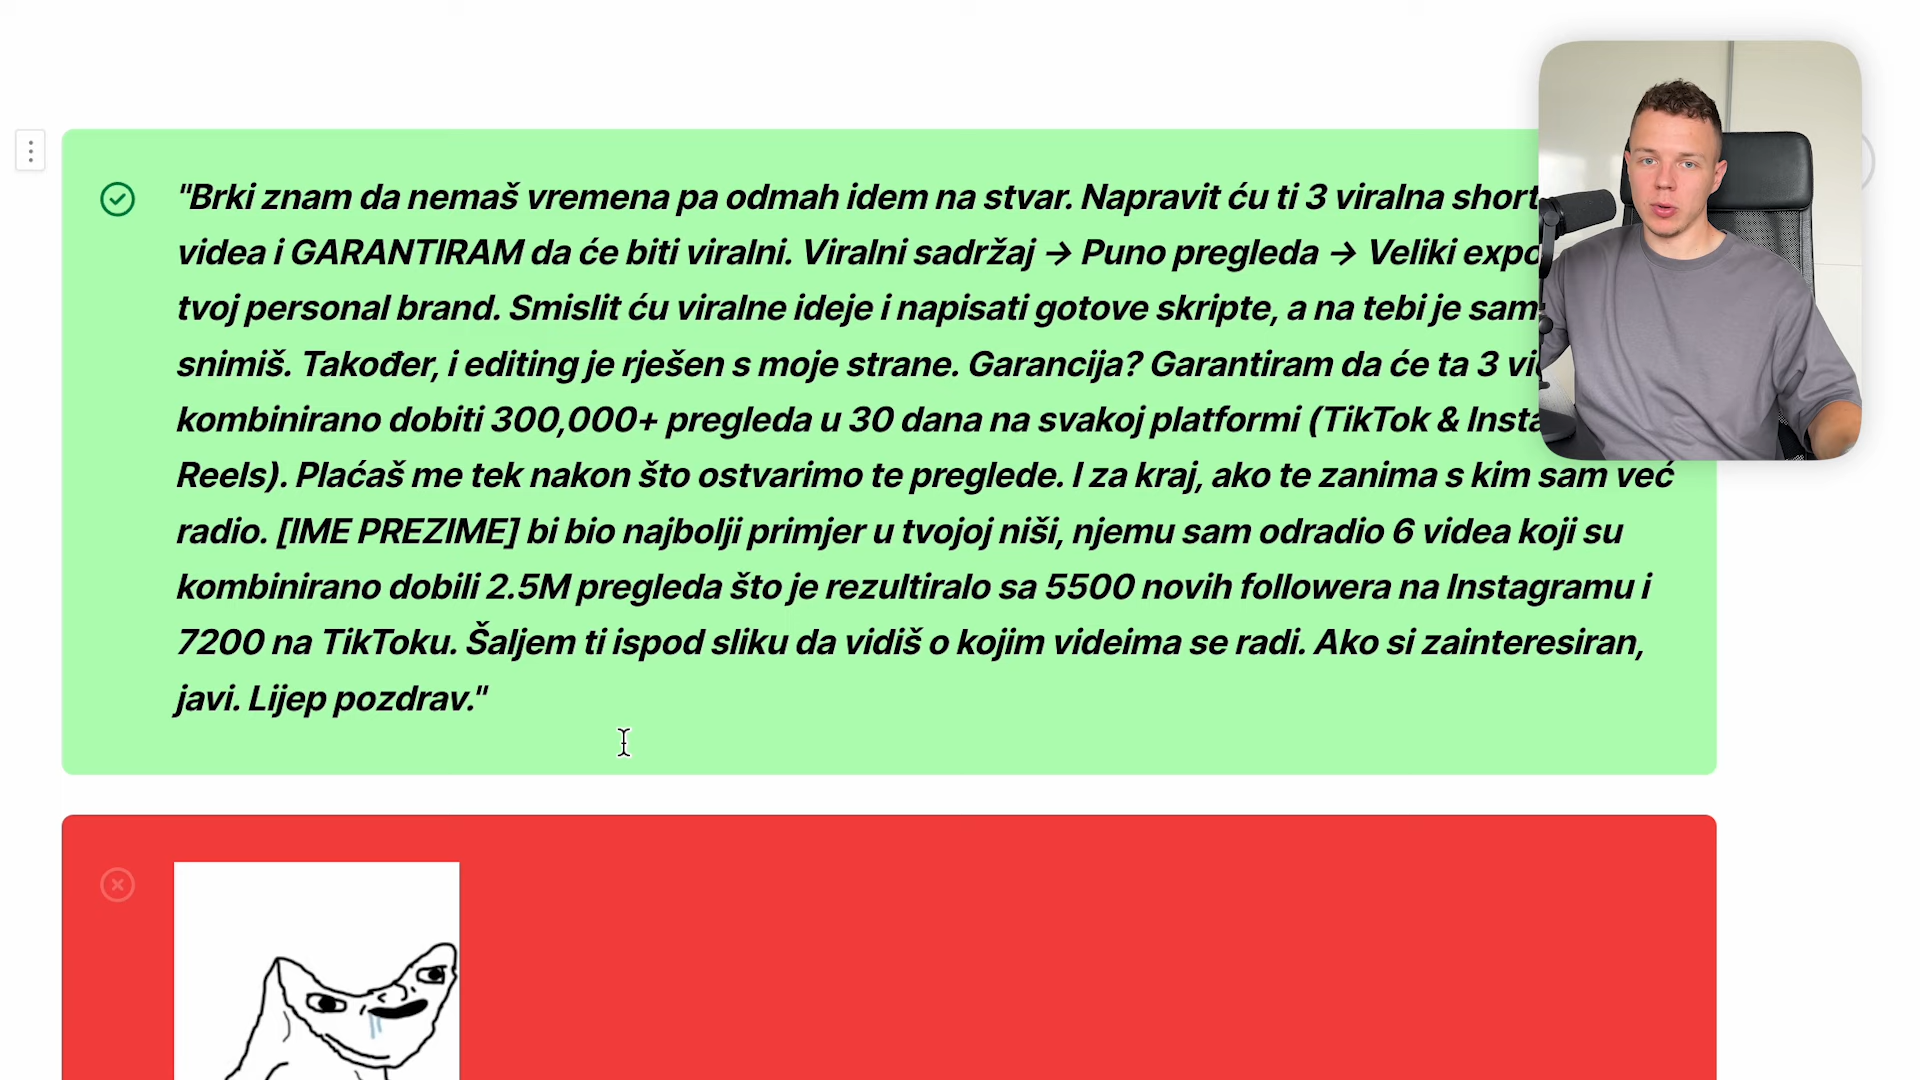 "Brki znam da nemaš vremena pa odmah idem na stvar. Napravit ću ti 3 viralna short
videa i GARANTIRAM da će biti viralni. Viralni sadržaj → Puno pregleda → Veliki
tvoj personal brand. Smislit ću viralne ideje i napisati gotove skripte, a na tebi je
snimiš. Također, i editing je rješen s moje strane. Garancija? Garantiram da će ta 3
kombinirano dobiti 300,000+ pregleda u 30 dana na svakoj platformi (TikTok &
Reels). Plaćaš me tek nakon što ostvarimo te preglede. I za kraj, ako te zanima s kim sam već
radio. [IME PREZIME] bi bio najbolji primjer u tvojoj niši, njemu sam odradio 6 videa koji su
kombinirano dobili 2.5M pregleda što je rezultiralo sa 5500 novih followera na Instagramu i
7200 na TikToku. Šaljem ti ispod sliku da vidiš o kojim videima se radi. Ako si zainteresiran,
javi. Lijep pozdrav."